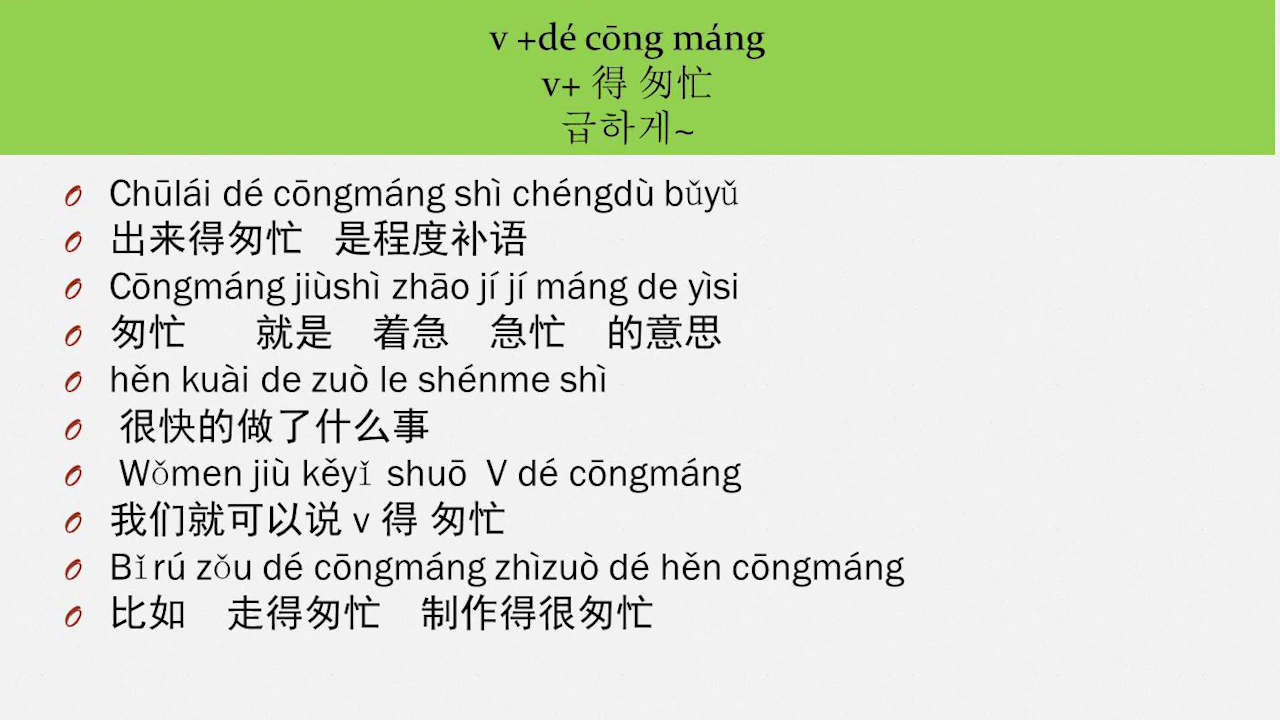 v +dé cōng máng
v+ 得 匆忙
급하게~
Chūlái dé cōngmáng shì chéngdù bǔyǔ
出来得匆忙 是程度补语
Cōngmáng jiùshì zhāo jí jí máng de yìsi
匆忙 就是 着急 急忙 的意思
hěn kuài de zuò le shénme shì
很快的做了什么事
Wǒmen jiù kěyǐ shuō V dé cōngmáng
我们就可以说 v 得 匆忙
Bǐrú zǒu dé cōngmáng zhìzuò dé hěn cōngmáng
比如 走得匆忙 制作得很匆忙